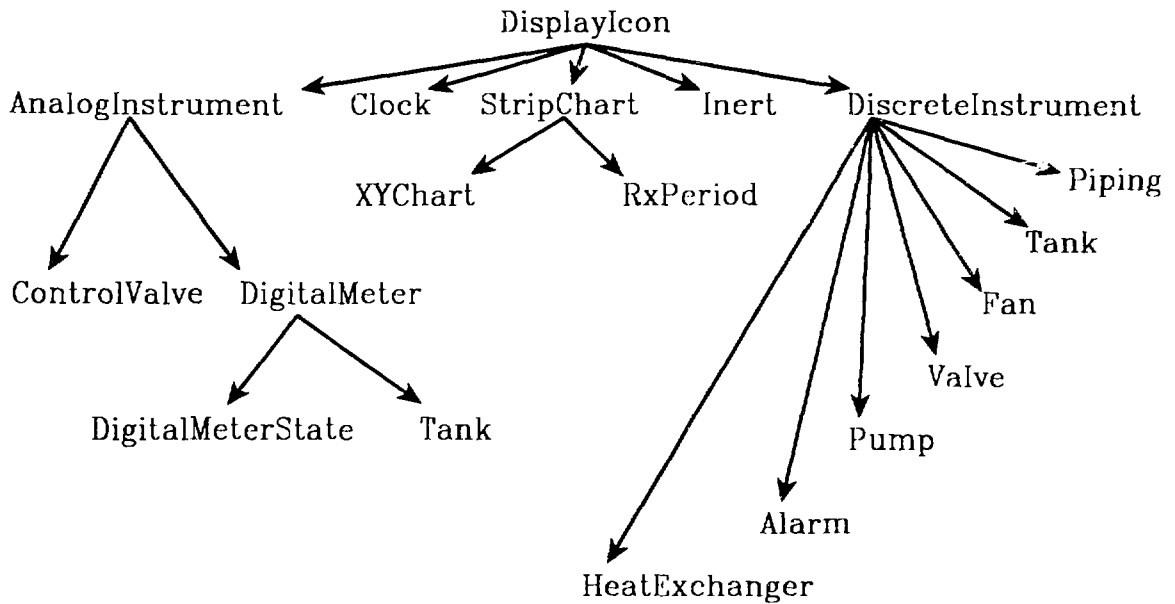 DisplayIcon
AnalogInstrument Clock StripChart Inert DiscreteInstrument
XYChart RxPeriod Piping
Tank
ControlValve DigitalMeter Fan
Valve
DigitalMeterState Tank Pump
Alarm
HeatExchanger